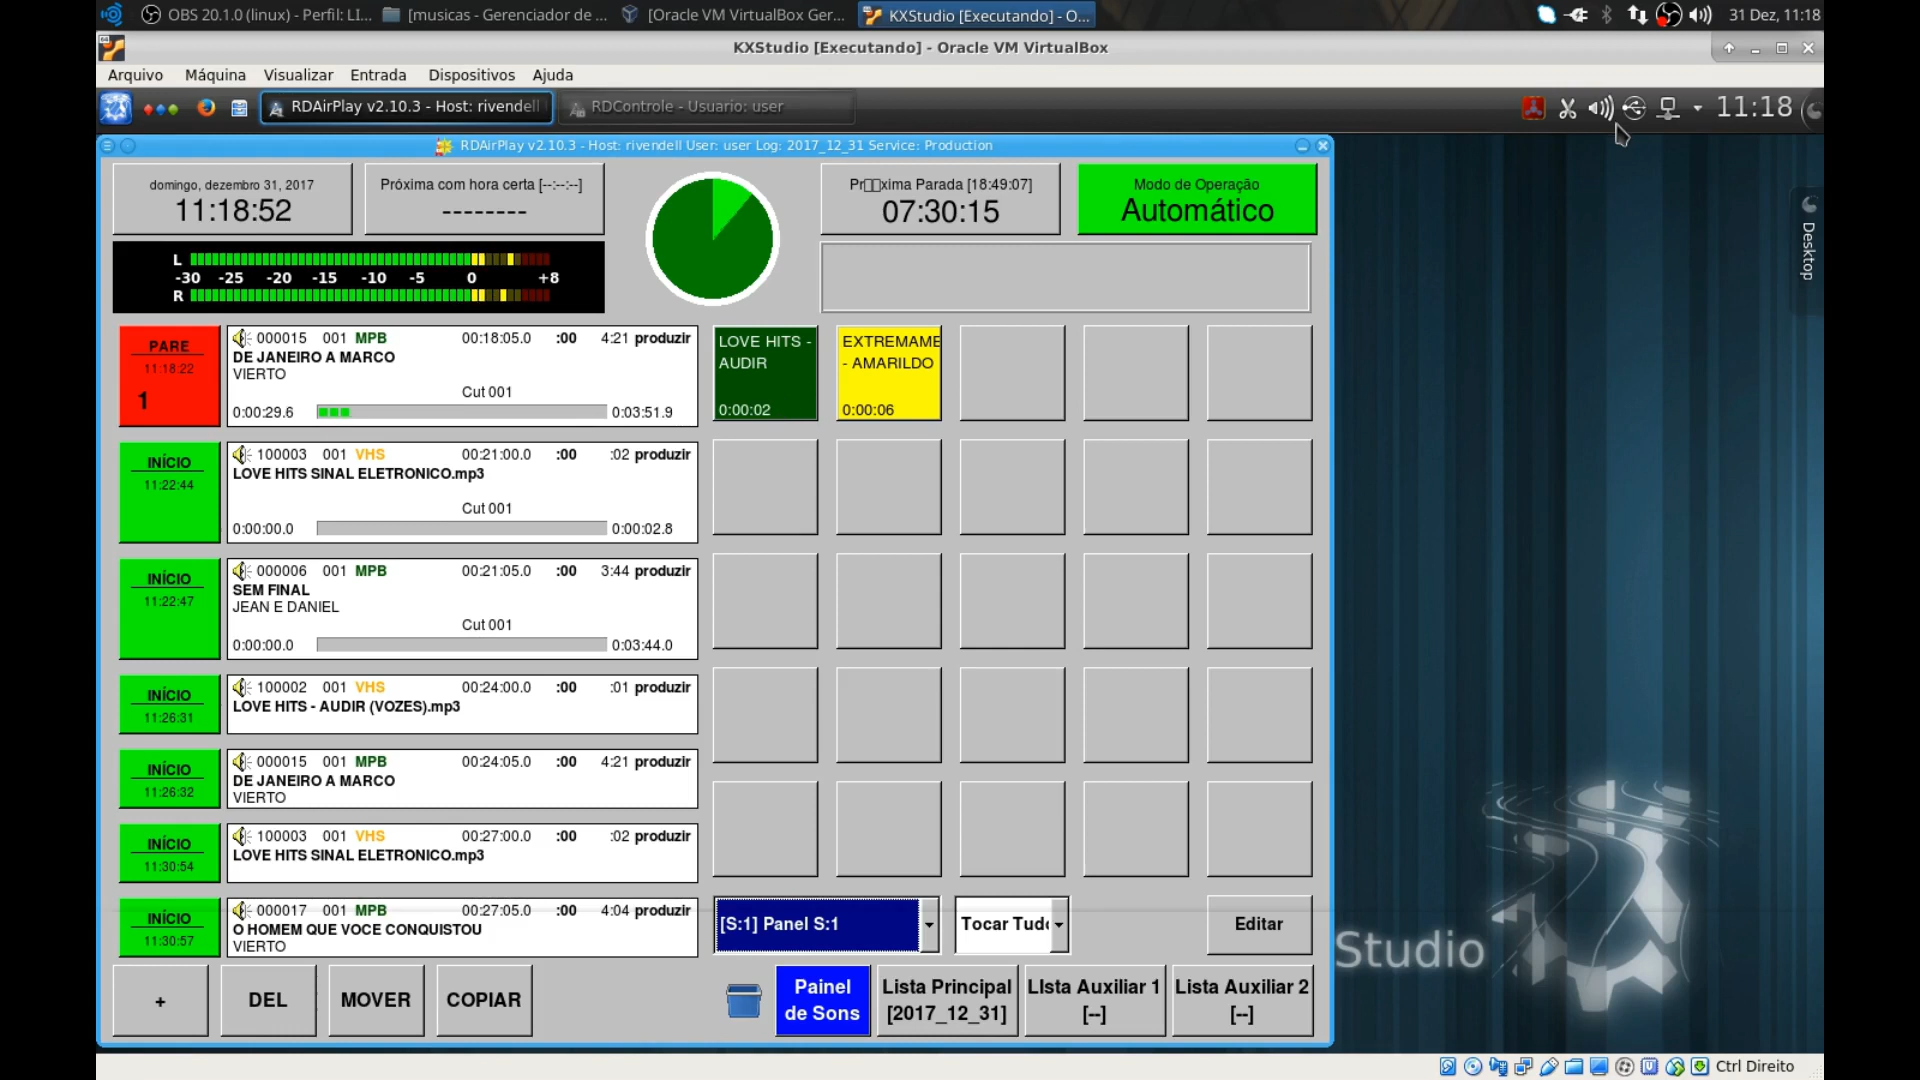 OBS 20.1.0 (linux) - Perfil: LI...
[musicas - Gerenciador de ...
[Oracle VM VirtualBox Ger...
KXStudio [Executando] - O...
31 Dez, 11:18
KXStudio [Executando] - Oracle VM VirtualBox
Arquivo Máquina Visualizar Entrada Dispositivos Ajuda
RDAirPlay v2.10.3 - Host: rivendell
RDControle - Usuario: user
11:18
RDAirPlay v2.10.3 - Host: rivendell User: user Log: 2017_12_31 Service: Production
Desktop
domingo, dezembro 31, 2017
11:18:52
Próxima com hora certa [--:--:--]
--------
Pr□□xima Parada [18:49:07]
07:30:15
Modo de Operação
Automático
L
-30 -25 -20 -15 -10 -5 0 +8
R
PARE
11:18:22
1
000015 001 MPB 00:18:05.0 :00 4:21 produzir
DE JANEIRO A MARCO
VIERTO
Cut 001
0:00:29.6 0:03:51.9
INÍCIO
11:22:44
100003 001 VHS 00:21:00.0 :00 :02 produzir
LOVE HITS SINAL ELETRONICO.mp3
Cut 001
0:00:00.0 0:00:02.8
INÍCIO
11:22:47
000006 001 MPB 00:21:05.0 :00 3:44 produzir
SEM FINAL
JEAN E DANIEL
Cut 001
0:00:00.0 0:03:44.0
INÍCIO
11:26:31
100002 001 VHS 00:24:00.0 :00 :01 produzir
LOVE HITS - AUDIR (VOZES).mp3
INÍCIO
11:26:32
000015 001 MPB 00:24:05.0 :00 4:21 produzir
DE JANEIRO A MARCO
VIERTO
INÍCIO
11:30:54
100003 001 VHS 00:27:00.0 :00 :02 produzir
LOVE HITS SINAL ELETRONICO.mp3
INÍCIO
11:30:57
000017 001 MPB 00:27:05.0 :00 4:04 produzir
O HOMEM QUE VOCE CONQUISTOU
VIERTO
LOVE HITS -
AUDIR
0:00:02
EXTREMAME
- AMARILDO
0:00:06
[S:1] Panel S:1
Tocar Tud
Editar
+
DEL
MOVER
COPIAR
Painel
de Sons
Lista Principal
[2017_12_31]
LIsta Auxiliar 1
[--]
Lista Auxiliar 2
[--]
Studio
Ctrl Direito